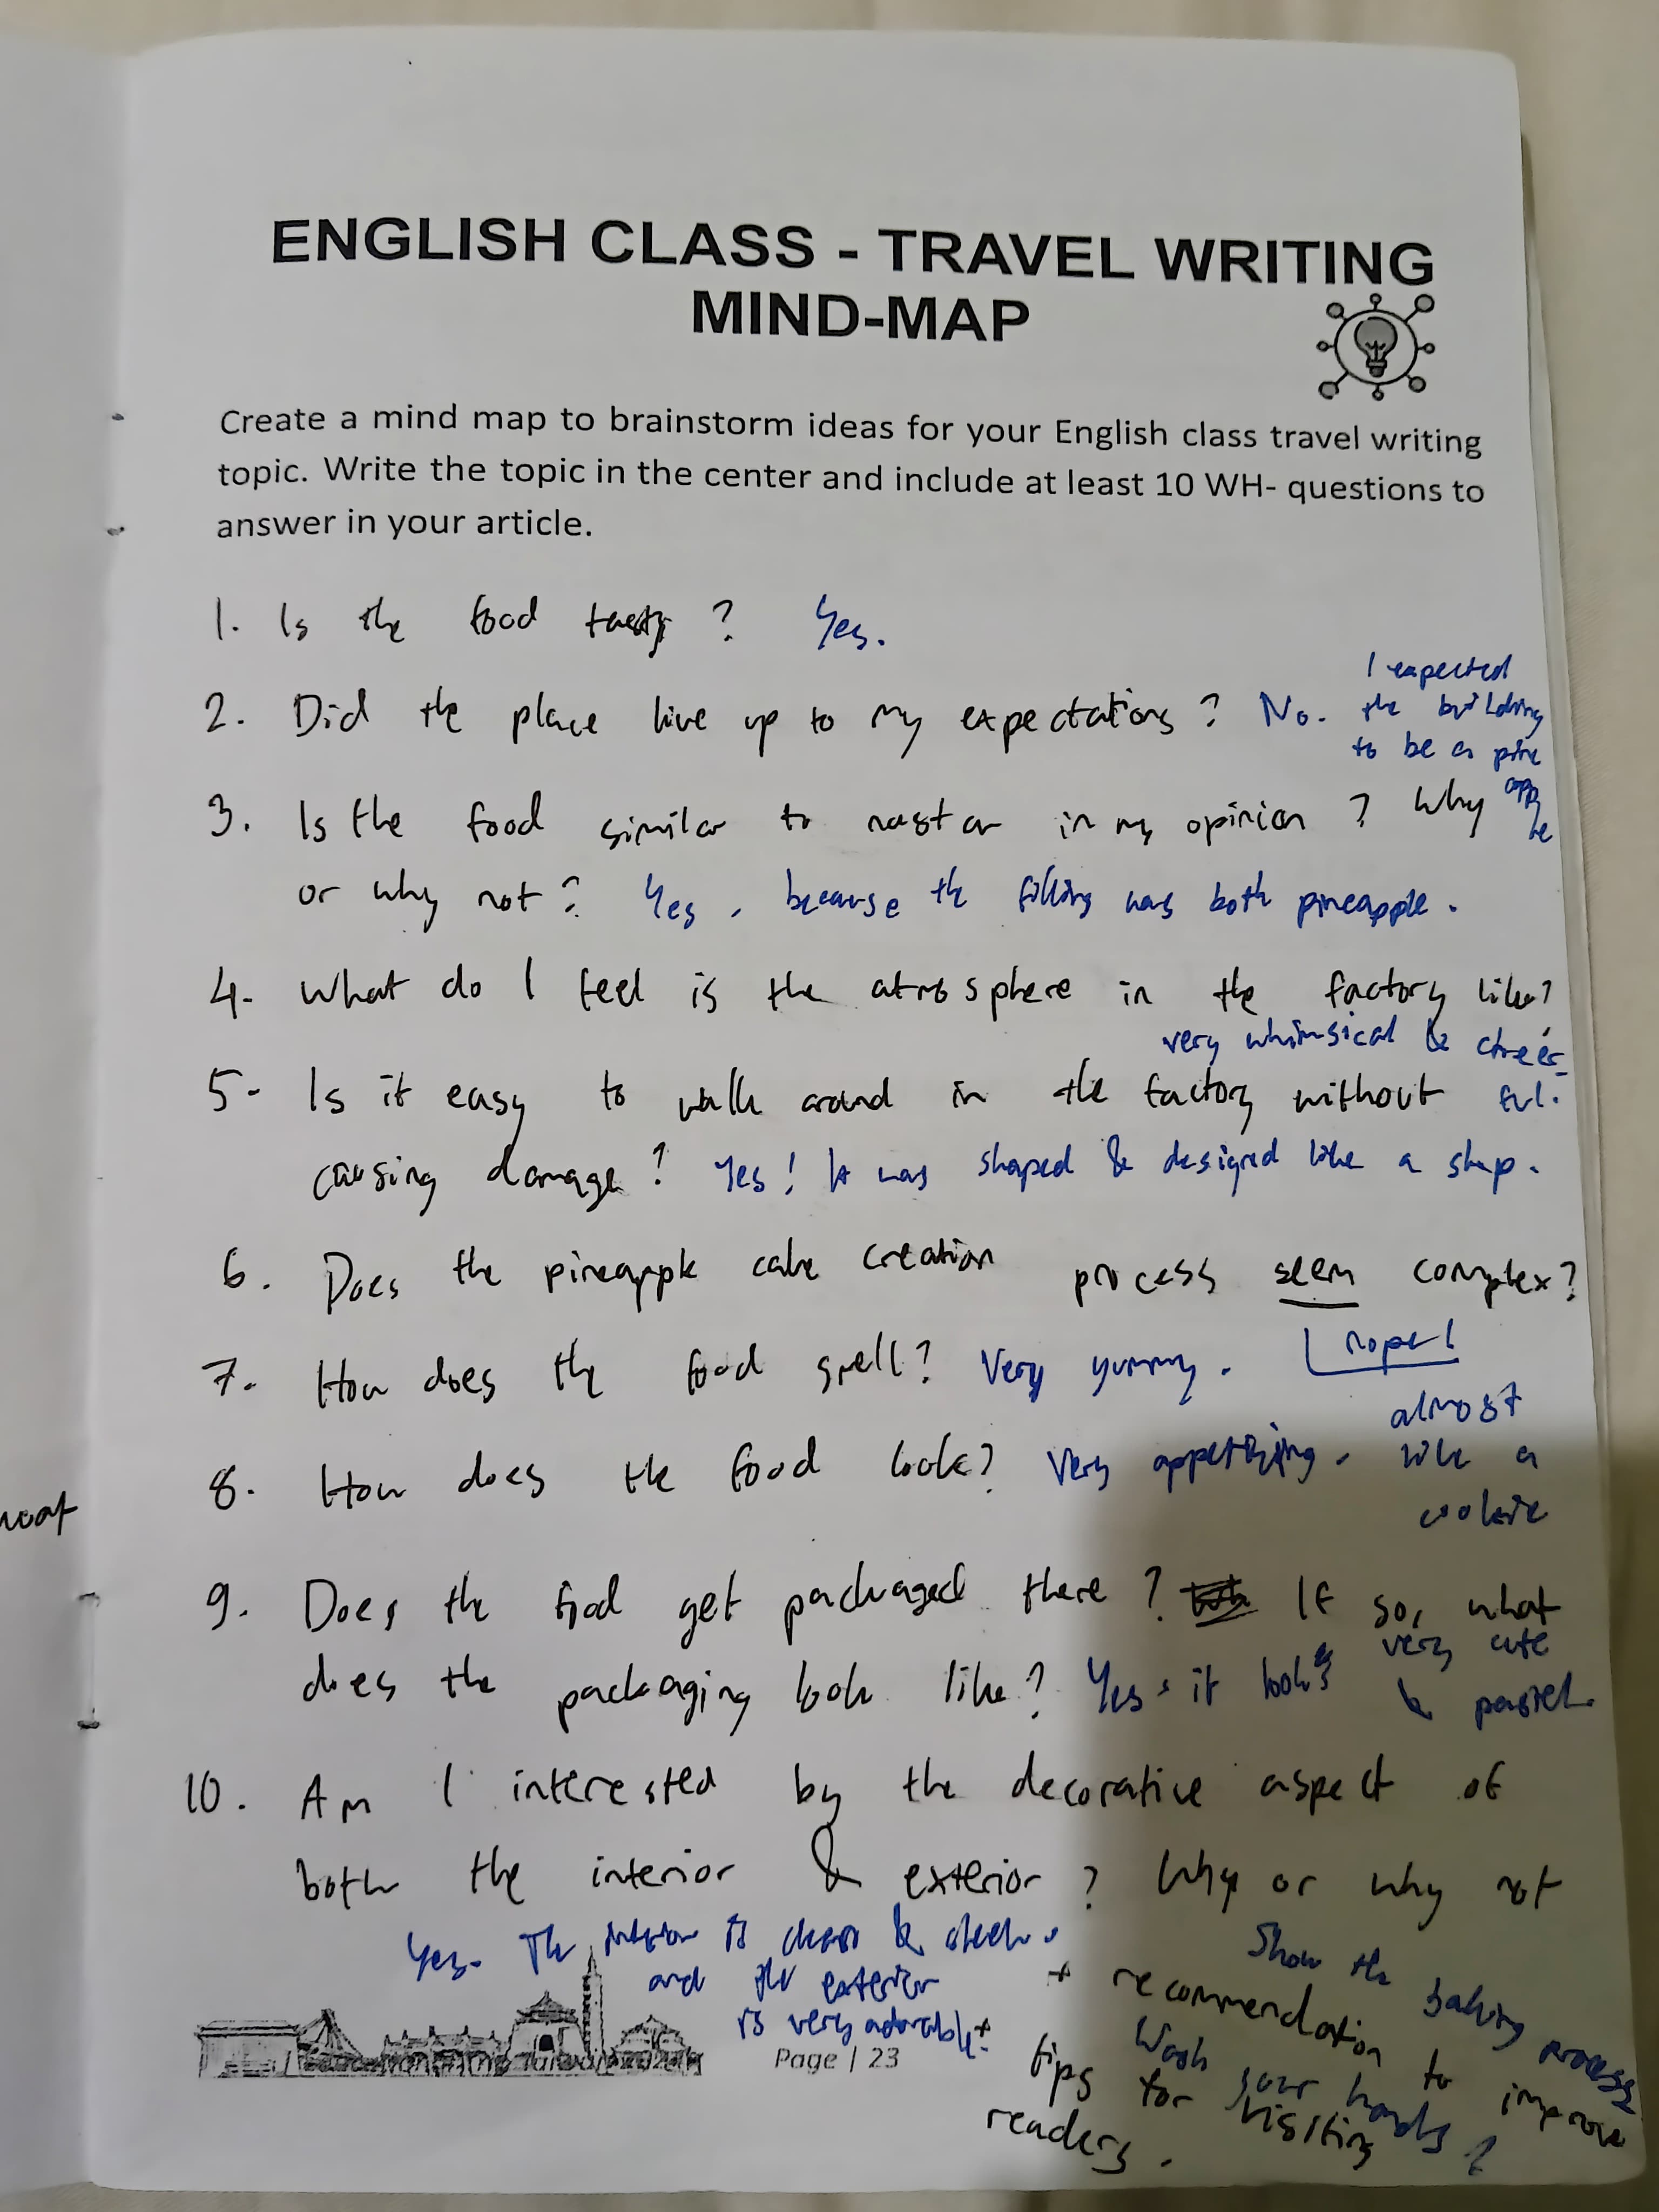 ENGLISH CLASS - TRAVEL WRITING
MIND-MAP
Create a mind map to brainstorm ideas for your English class travel writing
topic. Write the topic in the center and include at least 10 WH- questions to
answer in your article.
1. Is the food tasty? Yes.
2. Did the place live up to my expectations? No. I expected
the building
to be a pine
apple
3. Is the food similar to nastar in my opinion? Why
or why not? Yes, because the filling was both pineapple.
4. What do I feel is the atmosphere in the factory like?
very whimsical & cheer-
ful.
5. Is it easy to walk around in the factory without
causing damage? Yes! It was shaped & designed like a shop.
6. Does the pineapple cake creation process seem complex?
nope!
7. How does the food smell? Very yummy.
8. How does the food look? Very appetizing. almost
like a
cookie
9. Does the food get packaged there? If so, what
does the packaging look like? Yes, it looks very cute
& pastel.
10. Am I interested by the decorative aspect of
both the interior & exterior? Why or why not
Yes. The interior is clean & sleek.
and the exterior
is very adorable
+ recommendation to improve
Show the baking process
+ tips for visiting
readers.
Wash your hands!
Page | 23